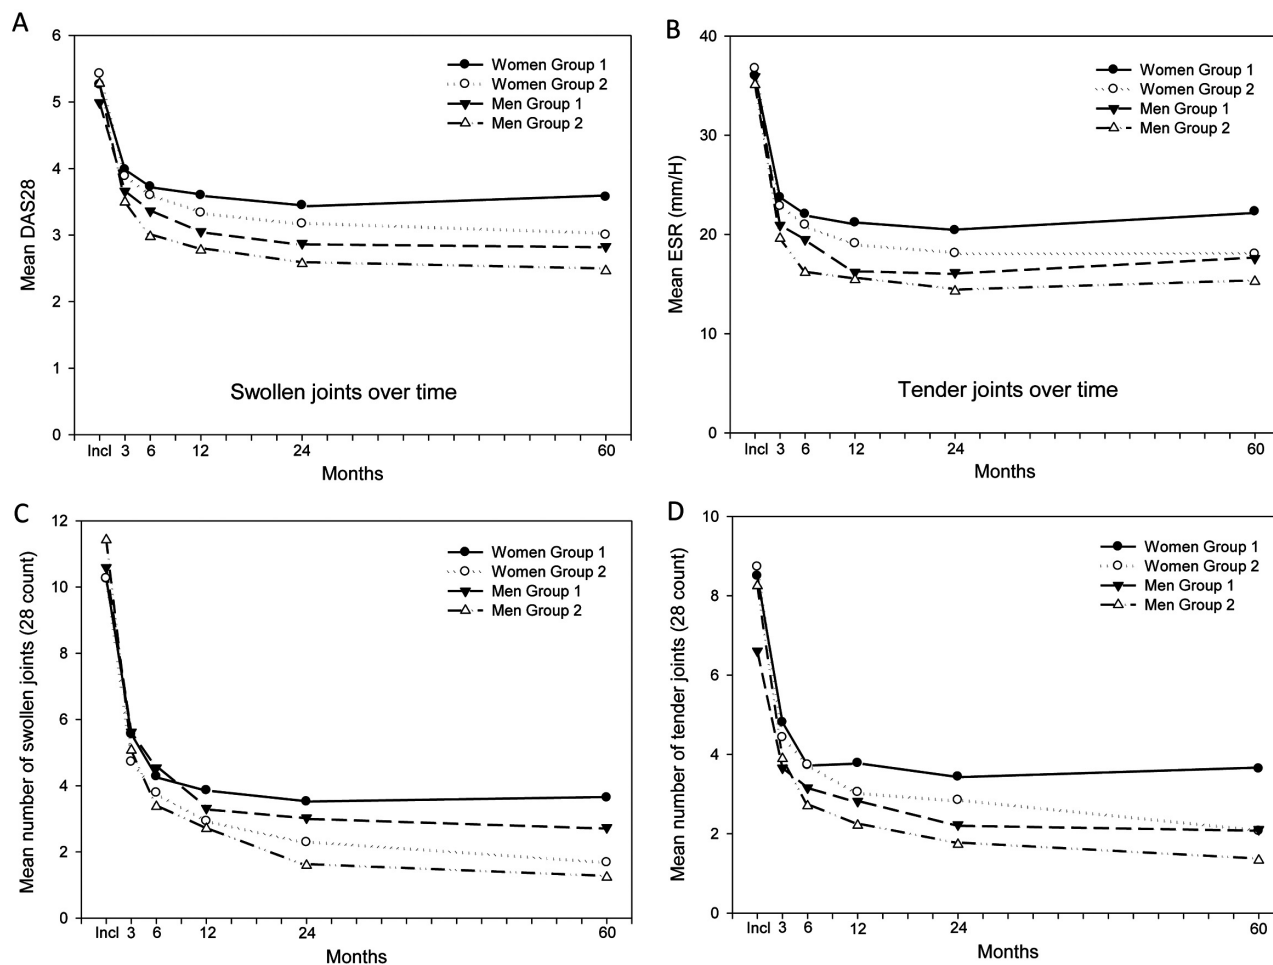 A
Mean DAS28
6
5
4
3
2
1
0
Women Group 1
Women Group 2
Men Group 1
Men Group 2
Swollen joints over time
Incl 3 6 12 24 60
Months
B
Mean ESR (mm/H)
40
30
20
10
0
Women Group 1
Women Group 2
Men Group 1
Men Group 2
Tender joints over time
Incl 3 6 12 24 60
Months
C
Mean number of swollen joints (28 count)
12
10
8
6
4
2
0
Women Group 1
Women Group 2
Men Group 1
Men Group 2
Incl 3 6 12 24 60
Months
D
Mean number of tender joints (28 count)
10
8
6
4
2
0
Women Group 1
Women Group 2
Men Group 1
Men Group 2
Incl 3 6 12 24 60
Months